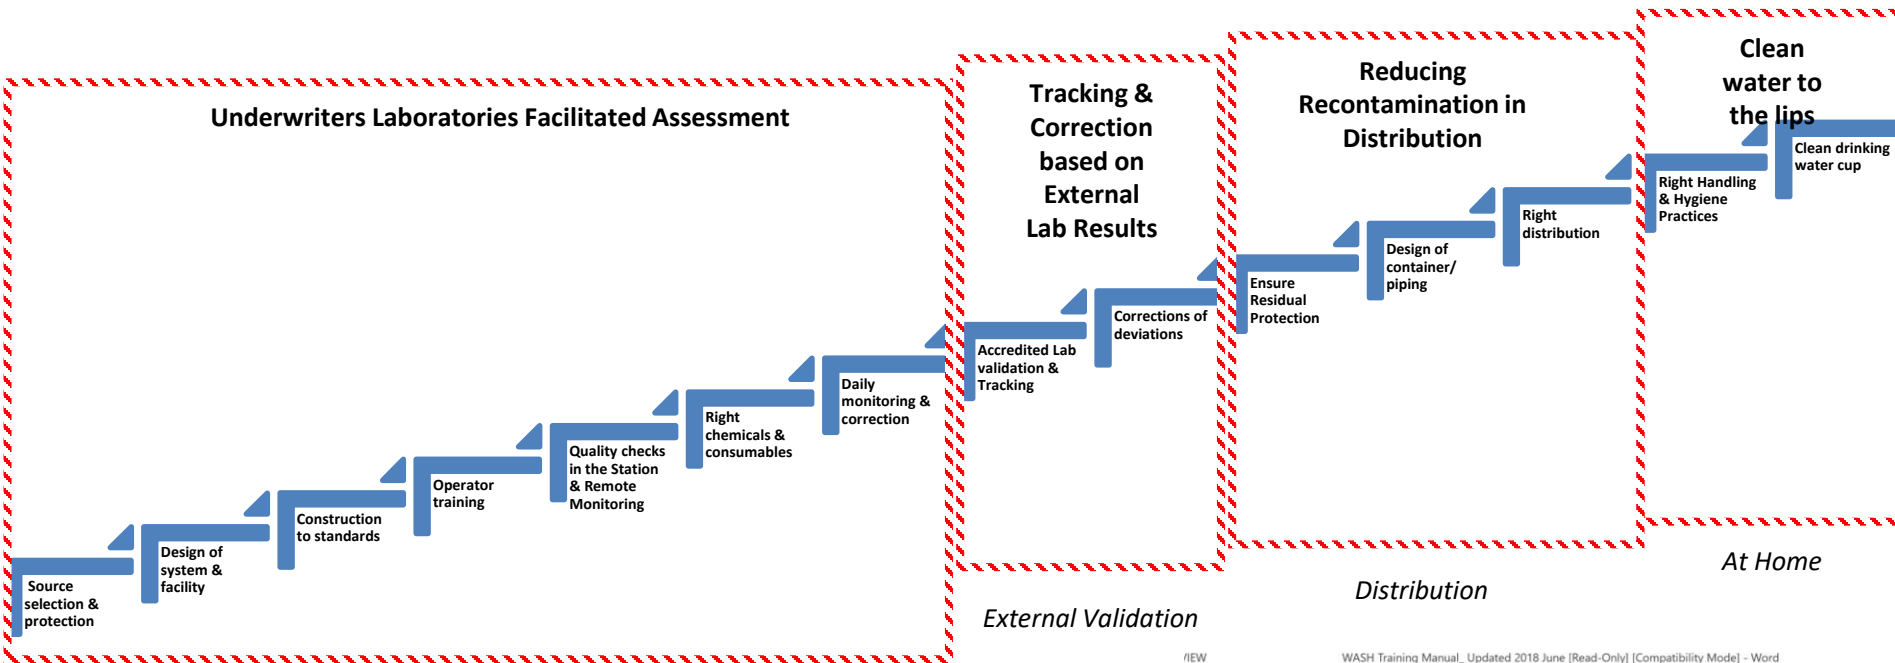 Underwriters Laboratories Facilitated Assessment
Source
selection &
protection
Design of
system &
facility
Construction
to standards
Operator
training
Quality checks
in the Station
& Remote
Monitoring
Right
chemicals &
consumables
Daily
monitoring &
correction
Tracking &
Correction
based on
External
Lab Results
Accredited Lab
validation &
Tracking
Corrections of
deviations
External Validation
Reducing
Recontamination in
Distribution
Ensure
Residual
Protection
Design of
container/
piping
Right
distribution
Distribution
Clean
water to
the lips
Right Handling
& Hygiene
Practices
Clean drinking
water cup
At Home
/IEW
WASH Training Manual_ Updated 2018 June [Read-Only] [Compatibility Mode] - Word